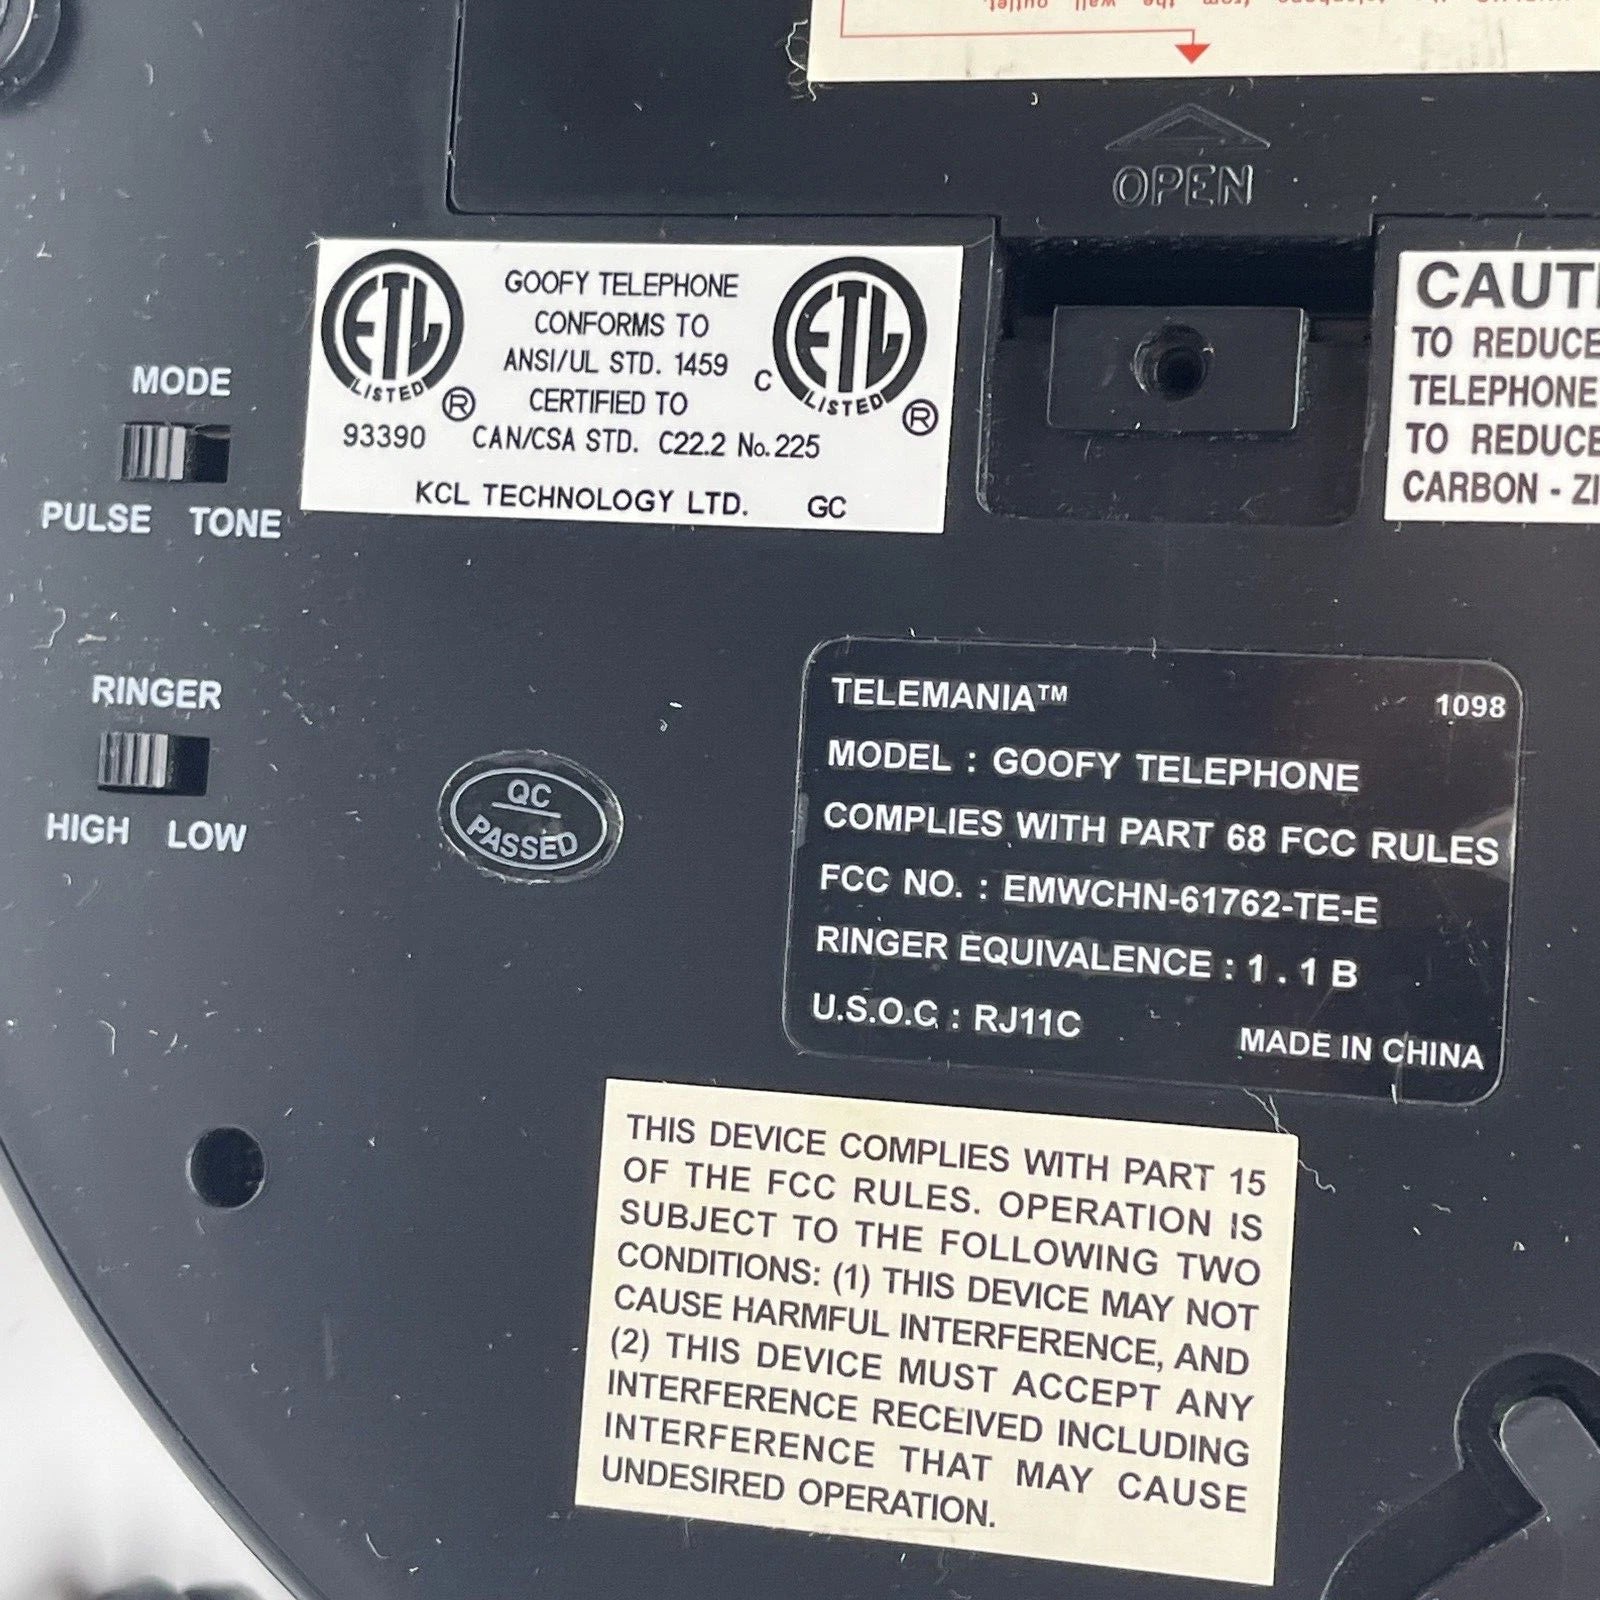 the wall outlet.
OPEN
ETL
LISTED
®
93390
GOOFY TELEPHONE
CONFORMS TO
ANSI/UL STD. 1459
CERTIFIED TO
CAN/CSA STD. C22.2 No.225
C
ETL
LISTED
®
KCL TECHNOLOGY LTD. GC
TO REDUCE
TELEPHONE
TO REDUCE
CARBON -
MODE
PULSE TONE
RINGER
HIGH LOW
QC
PASSED
TELEMANIA™ 1098
MODEL : GOOFY TELEPHONE
COMPLIES WITH PART 68 FCC RULES
FCC NO. : EMWCHN-61762-TE-E
RINGER EQUIVALENCE : 1 . 1 B
U.S.O.C. : RJ11C MADE IN CHINA
THIS DEVICE COMPLIES WITH PART 15
OF THE FCC RULES. OPERATION IS
SUBJECT TO THE FOLLOWING TWO
CONDITIONS: (1) THIS DEVICE MAY NOT
CAUSE HARMFUL INTERFERENCE, AND
(2) THIS DEVICE MUST ACCEPT ANY
INTERFERENCE RECEIVED INCLUDING
INTERFERENCE THAT MAY CAUSE
UNDESIRED OPERATION.